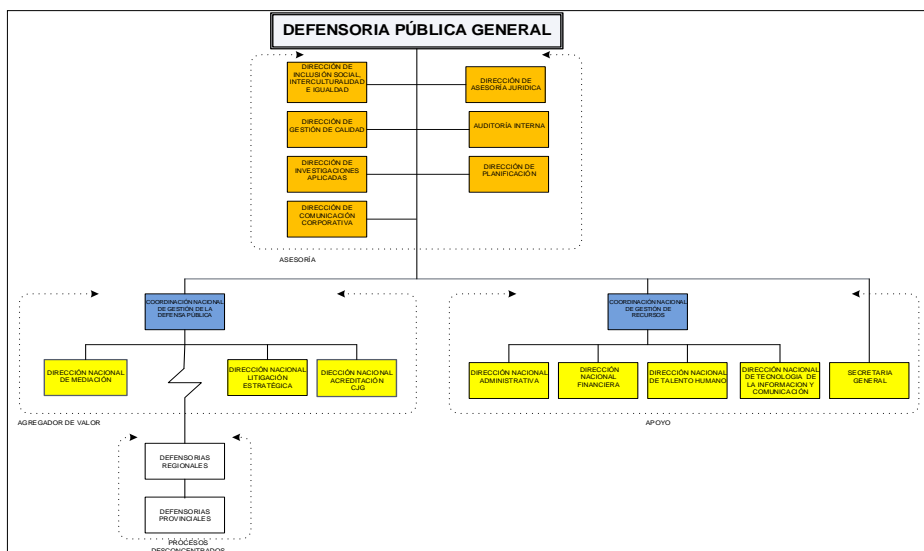 DEFENSORIA PÚBLICA GENERAL
DIRECCIÓN DE
INCLUSIÓN SOCIAL,
INTERCULTURALIDAD
E IGUALDAD
DIRECCIÓN DE
ASESORÍA JURIDICA
DIRECCIÓN DE
GESTIÓN DE CALIDAD
AUDITORÍA INTERNA
DIRECCIÓN DE
INVESTIGACIONES
APLICADAS
DIRECCIÓN DE
PLANIFICACIÓN
DIRECCIÓN DE
COMUNICACIÓN
CORPORATIVA
ASESORÍA
COORDINACIÓN NACIONAL
DE GESTIÓN DE LA
DEFENSA PÚBLICA
COORDINACIÓN NACIONAL
DE GESTIÓN DE
RECURSOS
DIRECCIÓN NACIONAL
DE MEDIACIÓN
DIRECCIÓN NACIONAL
LITIGACIÓN
ESTRATÉGICA
DIECCIÓN NACIONAL
ACREDITACIÓN
CJG
DIRECCIÓN NACIONAL
ADMINISTRATIVA
DIRECCIÓN
NACIONAL
FINANCIERA
DIRECCIÓN NACIONAL
DE TALENTO HUMANO
DIRECCIÓN NACIONAL
DE TECNOLOGIA DE
LA INFORMACION Y
COMUNICACIÓN
SECRETARIA
GENERAL
AGREGADOR DE VALOR
APOYO
DEFENSORIAS
REGIONALES
DEFENSORIAS
PROVINCIALES
PROCESOS
DESCONCENTRADOS